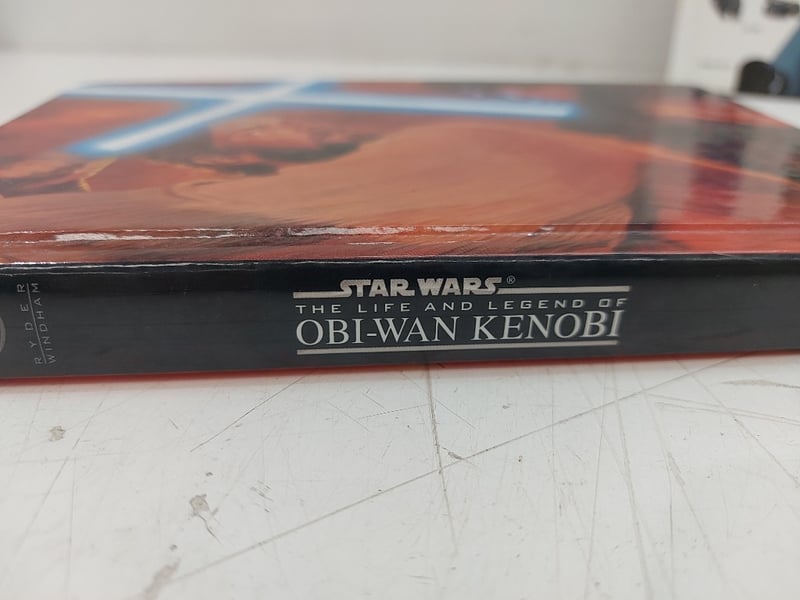 RYDER
WINDHAM
STAR WARS®
THE LIFE AND LEGEND OF
OBI-WAN KENOBI